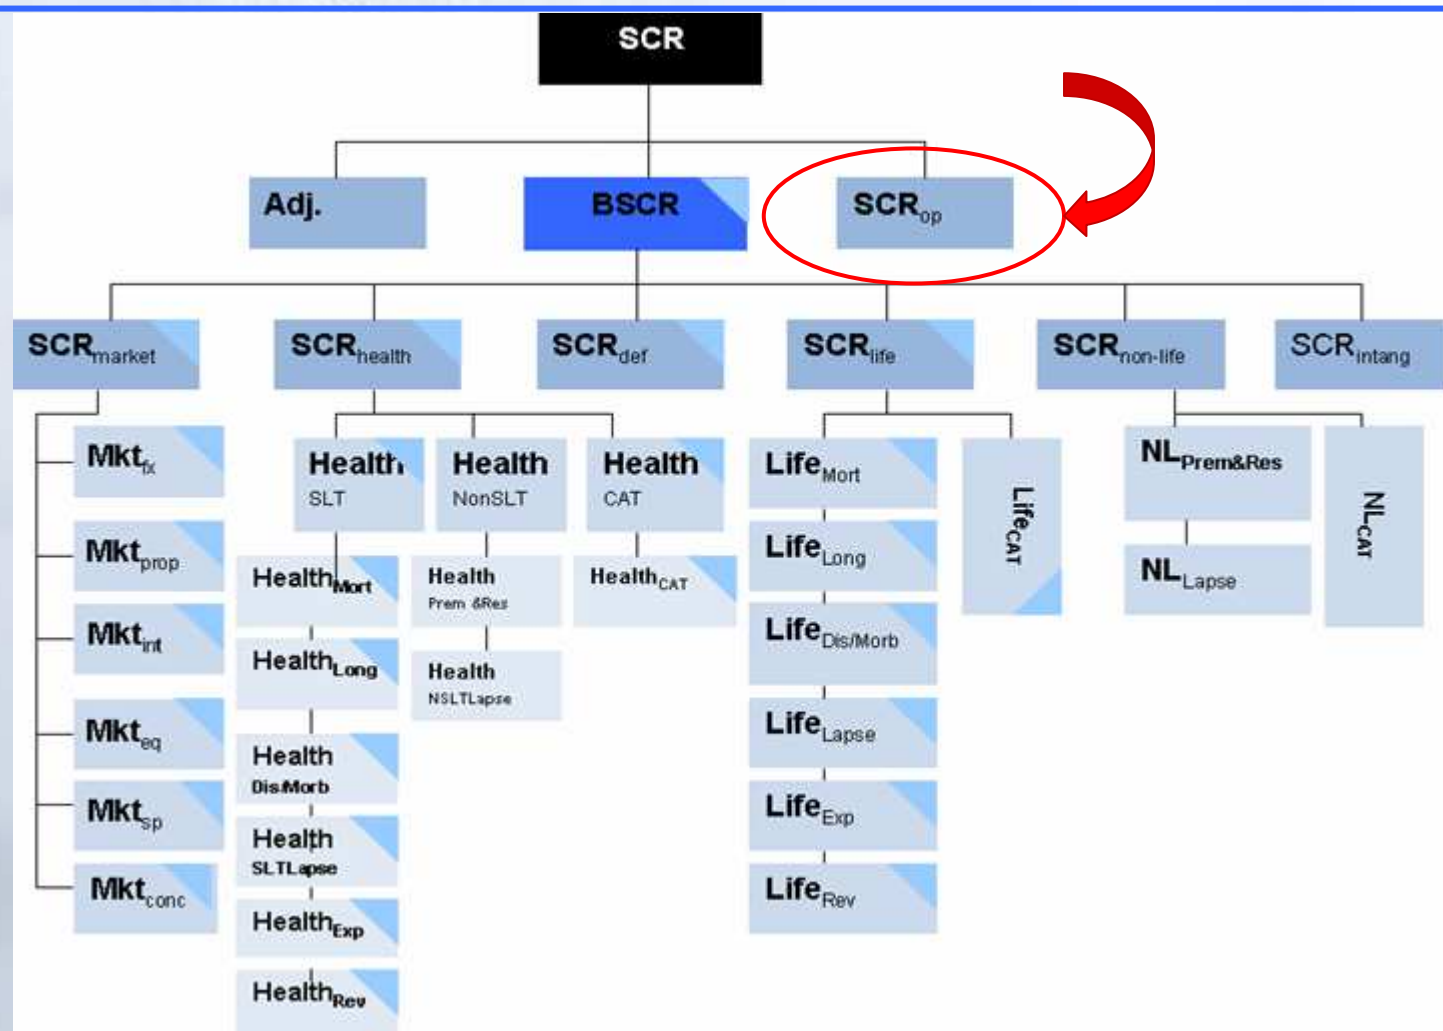 SCR
Adj.
BSCR
SCRop
SCRmarket
SCRhealth
SCRdef
SCRlife
SCRnon-life
SCRintang
Mktfx
Mktprop
Mktint
Mkteq
Mktsp
Mktconc
Health
SLT
Health
NonSLT
Health
CAT
HealthMort
HealthLong
Health
Dis/Morb
Health
SLTLapse
HealthExp
HealthRev
Health
Prem &Res
Health
NSLTLapse
HealthCAT
LifeMort
LifeLong
LifeDis/Morb
LifeLapse
LifeExp
LifeRev
LifeCAT
NLPrem&Res
NLLapse
NLCAT